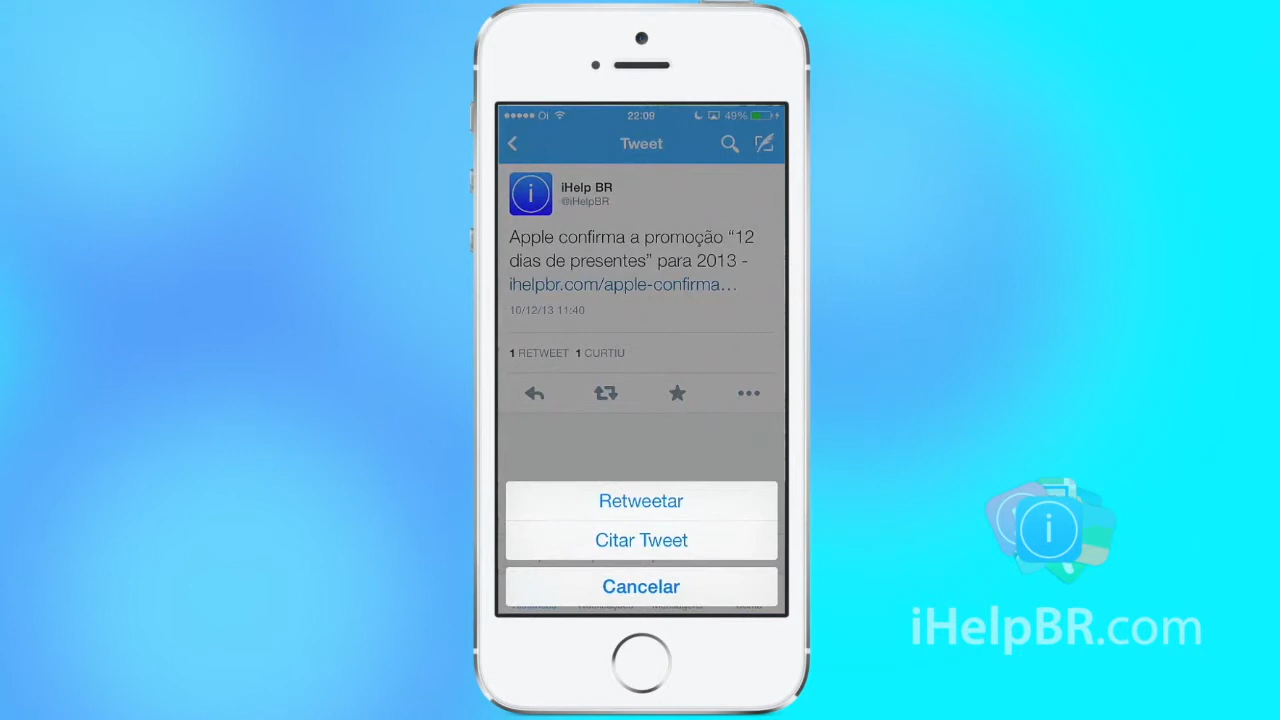 Oi 22:09 49%
Tweet
i iHelp BR
@iHelpBR
Apple confirma a promoção “12
dias de presentes” para 2013 -
ihelpbr.com/apple-confirma...
10/12/13 11:40
1 RETWEET 1 CURTIU
Retweetar
Citar Tweet
Cancelar
i
iHelpBR.com